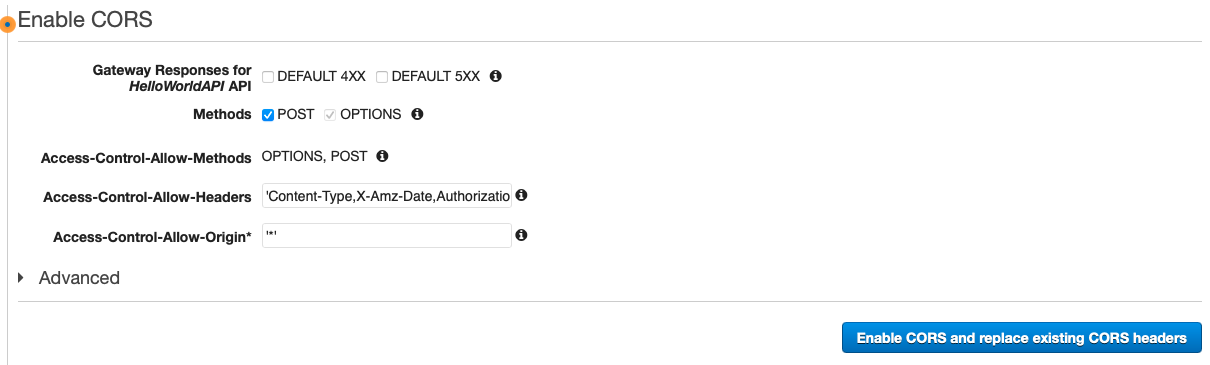 Enable CORS
Gateway Responses for
HelloWorldAPI API
DEFAULT 4XX DEFAULT 5XX
Methods POST OPTIONS
Access-Control-Allow-Methods OPTIONS, POST
Access-Control-Allow-Headers 'Content-Type,X-Amz-Date,Authorizatio
Access-Control-Allow-Origin* '*'
Advanced
Enable CORS and replace existing CORS headers